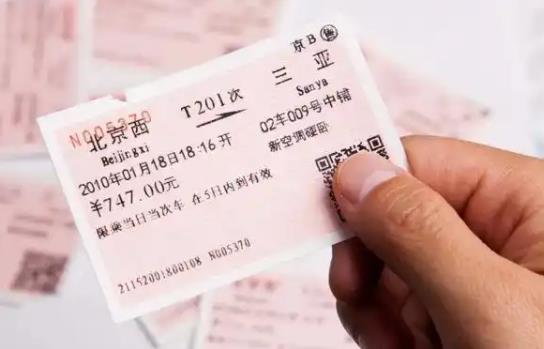 京B 售
N005370
北京西 T201次 三亚
Beijingxi Sanya
2010年01月18日18:16开 02车009号中铺
¥747.00元 新空调硬卧
限乘当日当次车 在5日内到有效
21152001800108 N005370